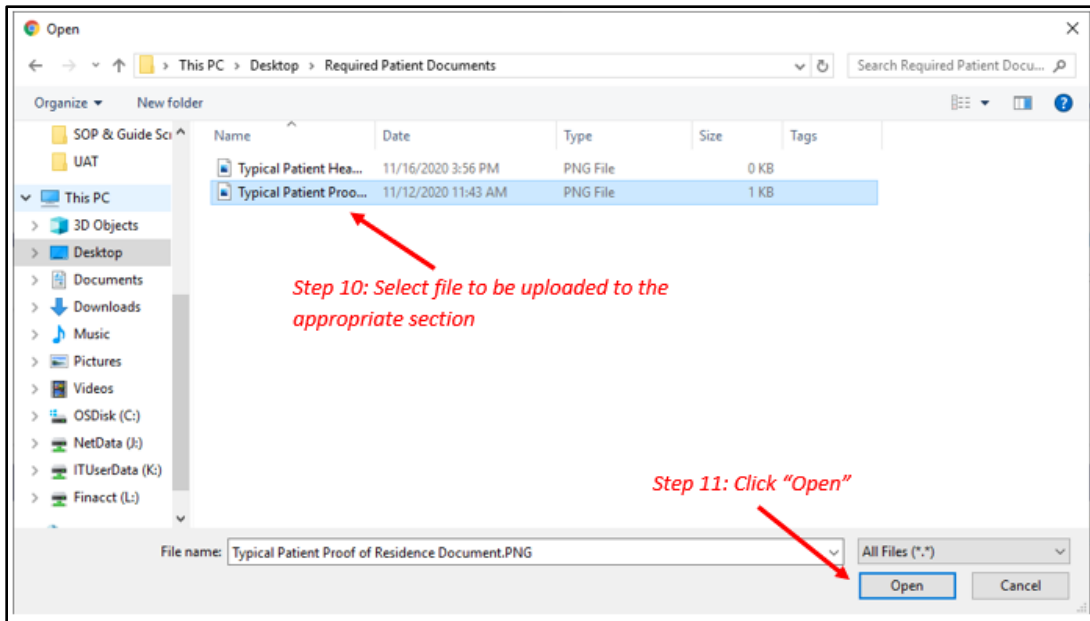 Open
This PC > Desktop > Required Patient Documents
Search Required Patient Docu...
Organize
New folder
SOP & Guide Scr
UAT
This PC
3D Objects
Desktop
Documents
Downloads
Music
Pictures
Videos
OSDisk (C:)
NetData (J:)
ITUserData (K:)
Finacct (L:)
Name Date Type Size Tags
Typical Patient Hea... 11/16/2020 3:56 PM PNG File 0 KB
Typical Patient Proo... 11/12/2020 11:43 AM PNG File 1 KB
Step 10: Select file to be uploaded to the
appropriate section
Step 11: Click “Open”
File name: Typical Patient Proof of Residence Document.PNG
All Files (*.*)
Open
Cancel